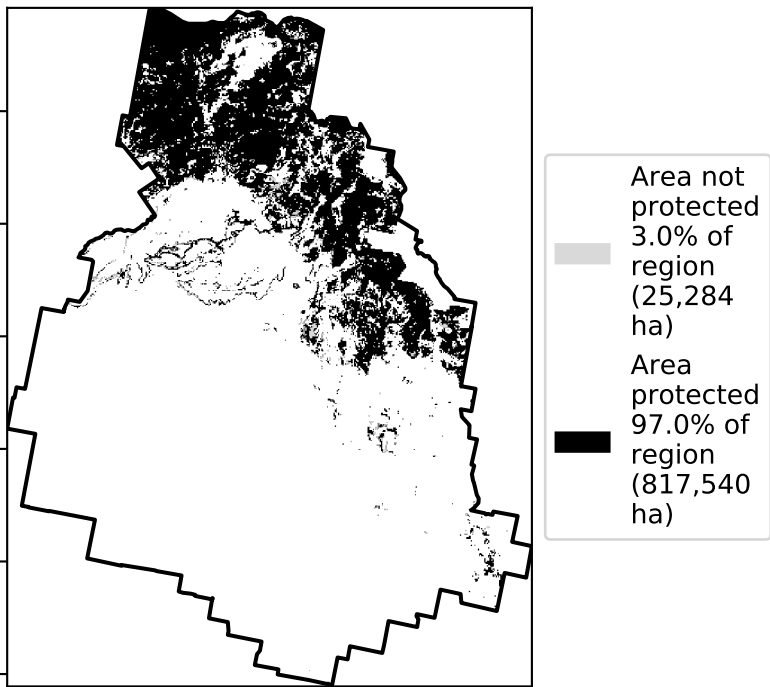 Area not
protected
3.0% of
region
(25,284
ha)
Area
protected
97.0% of
region
(817,540
ha)